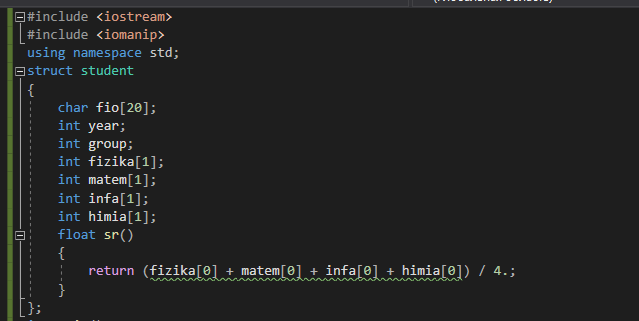 #include <iostream>
#include <iomanip>
using namespace std;
struct student
{
char fio[20];
int year;
int group;
int fizika[1];
int matem[1];
int infa[1];
int himia[1];
float sr()
{
return (fizika[0] + matem[0] + infa[0] + himia[0]) / 4.;
}
};